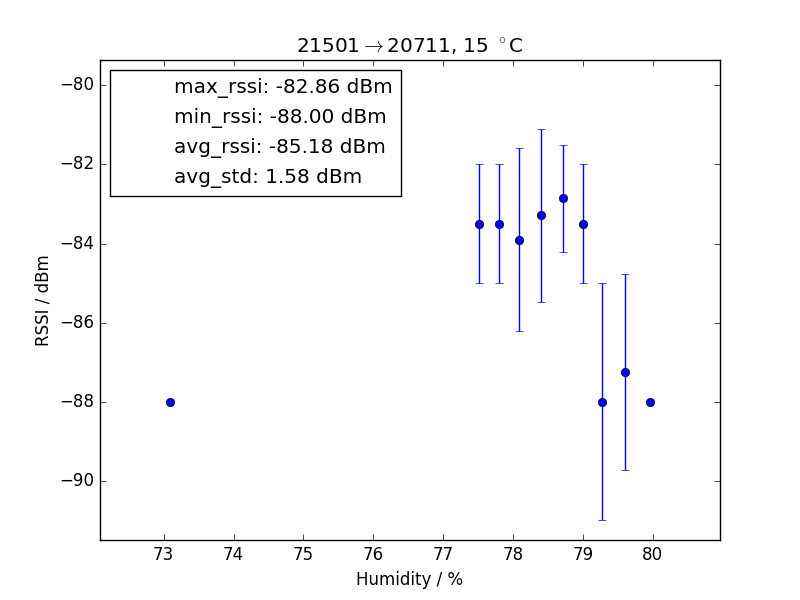 21501→20711, 15 °C
max_rssi: -82.86 dBm
min_rssi: -88.00 dBm
avg_rssi: -85.18 dBm
avg_std: 1.58 dBm
RSSI / dBm
−80
−82
−84
−86
−88
−90
73 74 75 76 77 78 79 80
Humidity / %